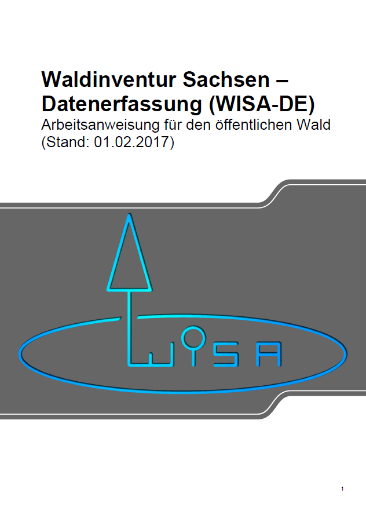 Waldinventur Sachsen –
Datenerfassung (WISA-DE)
Arbeitsanweisung für den öffentlichen Wald
(Stand: 01.02.2017)
WiSA
1